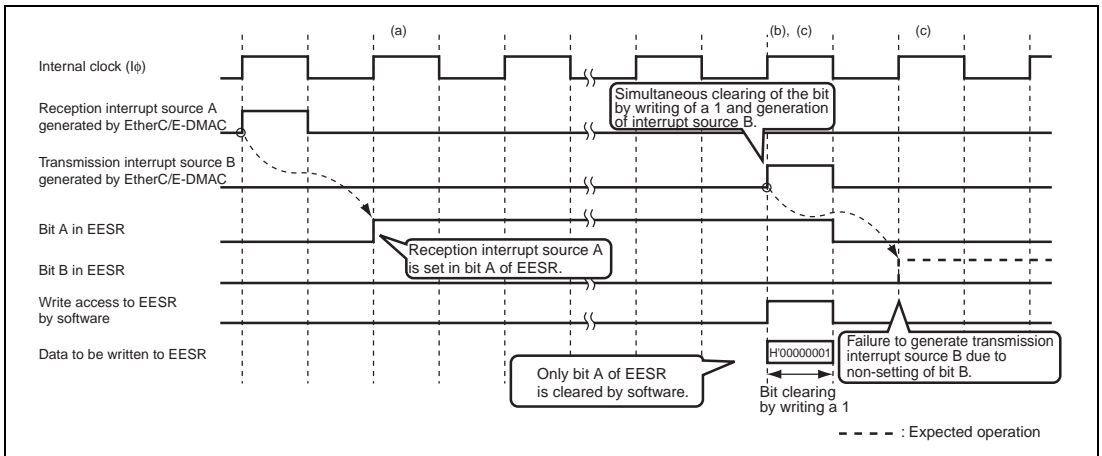 (a)
(b), (c)
(c)
Internal clock (Iϕ)
Simultaneous clearing of the bit
by writing of a 1 and generation
of interrupt source B.
Reception interrupt source A
generated by EtherC/E-DMAC
Transmission interrupt source B
generated by EtherC/E-DMAC
Bit A in EESR
Reception interrupt source A
is set in bit A of EESR.
Bit B in EESR
Write access to EESR
by software
Failure to generate transmission
interrupt source B due to
non-setting of bit B.
Data to be written to EESR
H'00000001
Only bit A of EESR
is cleared by software.
Bit clearing
by writing a 1
: Expected operation